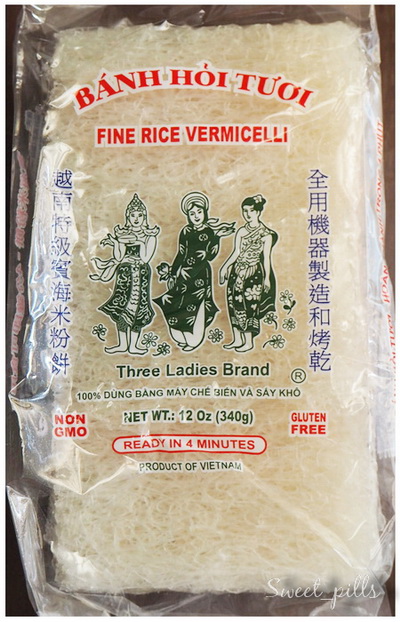 BÁNH HỎI TƯƠI
FINE RICE VERMICELLI
越南特級賓海米粉餅
全用機器製造和烤乾
Three Ladies Brand ®
100% DÙNG BẰNG MÁY CHẾ BIẾN VÀ SẤY KHÔ
NET WT.: 12 Oz (340g)
NON
GMO
GLUTEN
FREE
READY IN 4 MINUTES
PRODUCT OF VIETNAM
Sweet_pills